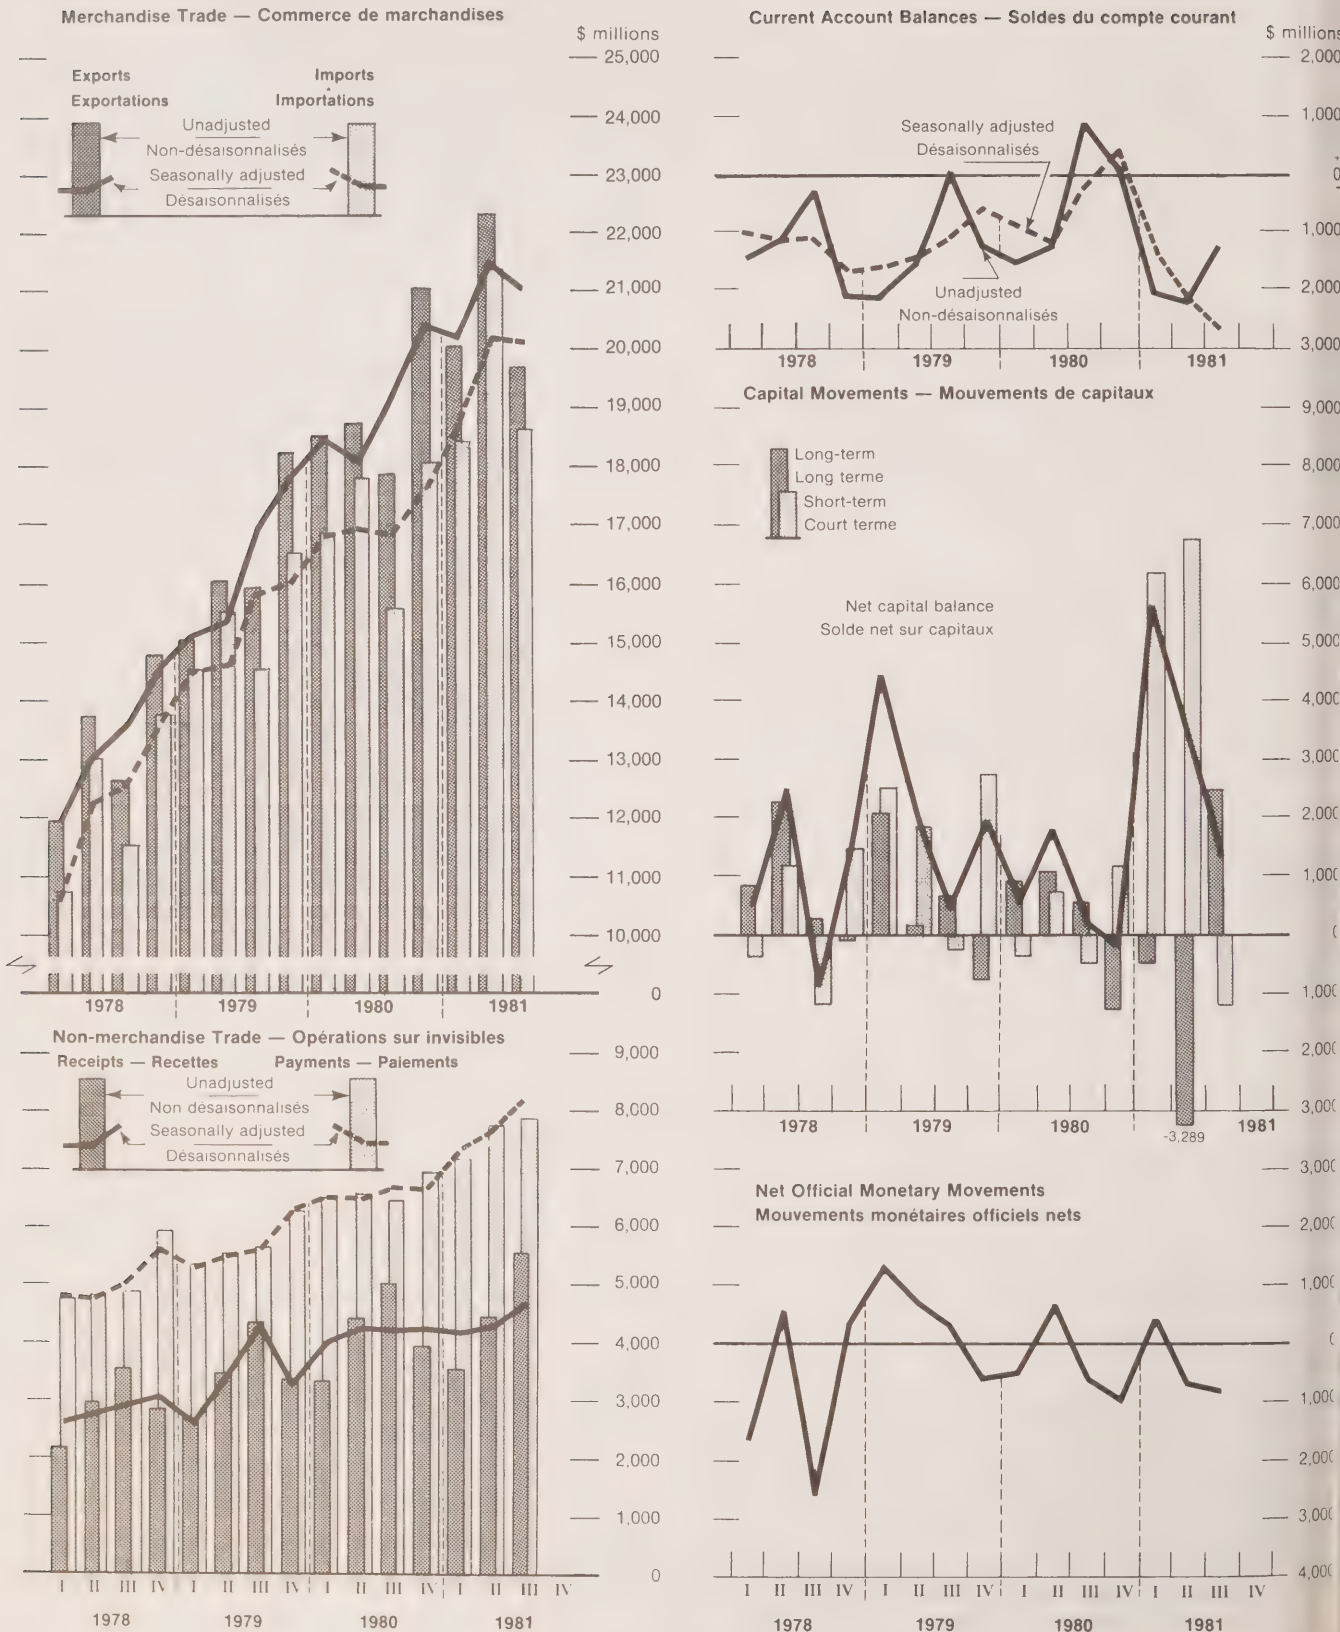 Merchandise Trade — Commerce de marchandises
$ millions
25,000
Exports
Imports
Exportations
Importations
24,000
Unadjusted
Non-désaisonnalisés
Seasonally adjusted
23,000
Désaisonnalisés
22,000
21,000
20,000
19,000
18,000
17,000
16,000
15,000
14,000
13,000
12,000
11,000
10,000
0
1978
1979
1980
1981
Non-merchandise Trade — Opérations sur invisibles
9,000
Receipts — Recettes
Payments — Paiements
Unadjusted
Non désaisonnalisés
8,000
Seasonally adjusted
Désaisonnalisés
7,000
6,000
5,000
4,000
3,000
2,000
1,000
0
I II III IV I II III IV I II III IV I II III IV
1978 1979 1980 1981
Current Account Balances — Soldes du compte courant
$ millions
2,000
1,000
Seasonally adjusted
Désaisonnalisés
+
0
-
1,000
2,000
Unadjusted
Non-désaisonnalisés
3,000
1978 1979 1980 1981
Capital Movements — Mouvements de capitaux
9,000
Long-term
Long terme
8,000
Short-term
Court terme
7,000
6,000
Net capital balance
Solde net sur capitaux
5,000
4,000
3,000
2,000
1,000
0
1,000
2,000
3,000
1978 1979 1980 1981
-3,289
3,000
Net Official Monetary Movements
Mouvements monétaires officiels nets
2,000
1,000
0
1,000
2,000
3,000
4,000
I II III IV I II III IV I II III IV I II III IV
1978 1979 1980 1981